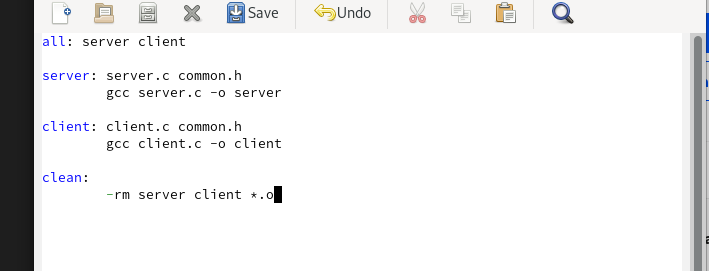 Save Undo
all: server client
server: server.c common.h
gcc server.c -o server
client: client.c common.h
gcc client.c -o client
clean:
-rm server client *.o